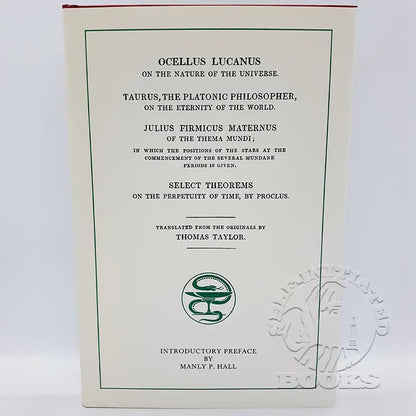 OCELLUS LUCANUS
ON THE NATURE OF THE UNIVERSE.
TAURUS, THE PLATONIC PHILOSOPHER,
ON THE ETERNITY OF THE WORLD.
JULIUS FIRMICUS MATERNUS
OF THE THEMA MUNDI;
IN WHICH THE POSITIONS OF THE STARS AT THE
COMMENCEMENT OF THE SEVERAL MUNDANE
PERIODS IS GIVEN.
SELECT THEOREMS
ON THE PERPETUITY OF TIME, BY PROCLUS.
TRANSLATED FROM THE ORIGINALS BY
THOMAS TAYLOR.
INTRODUCTORY PREFACE
BY
MANLY P. HALL
SELF-INITIATED
BOOKS